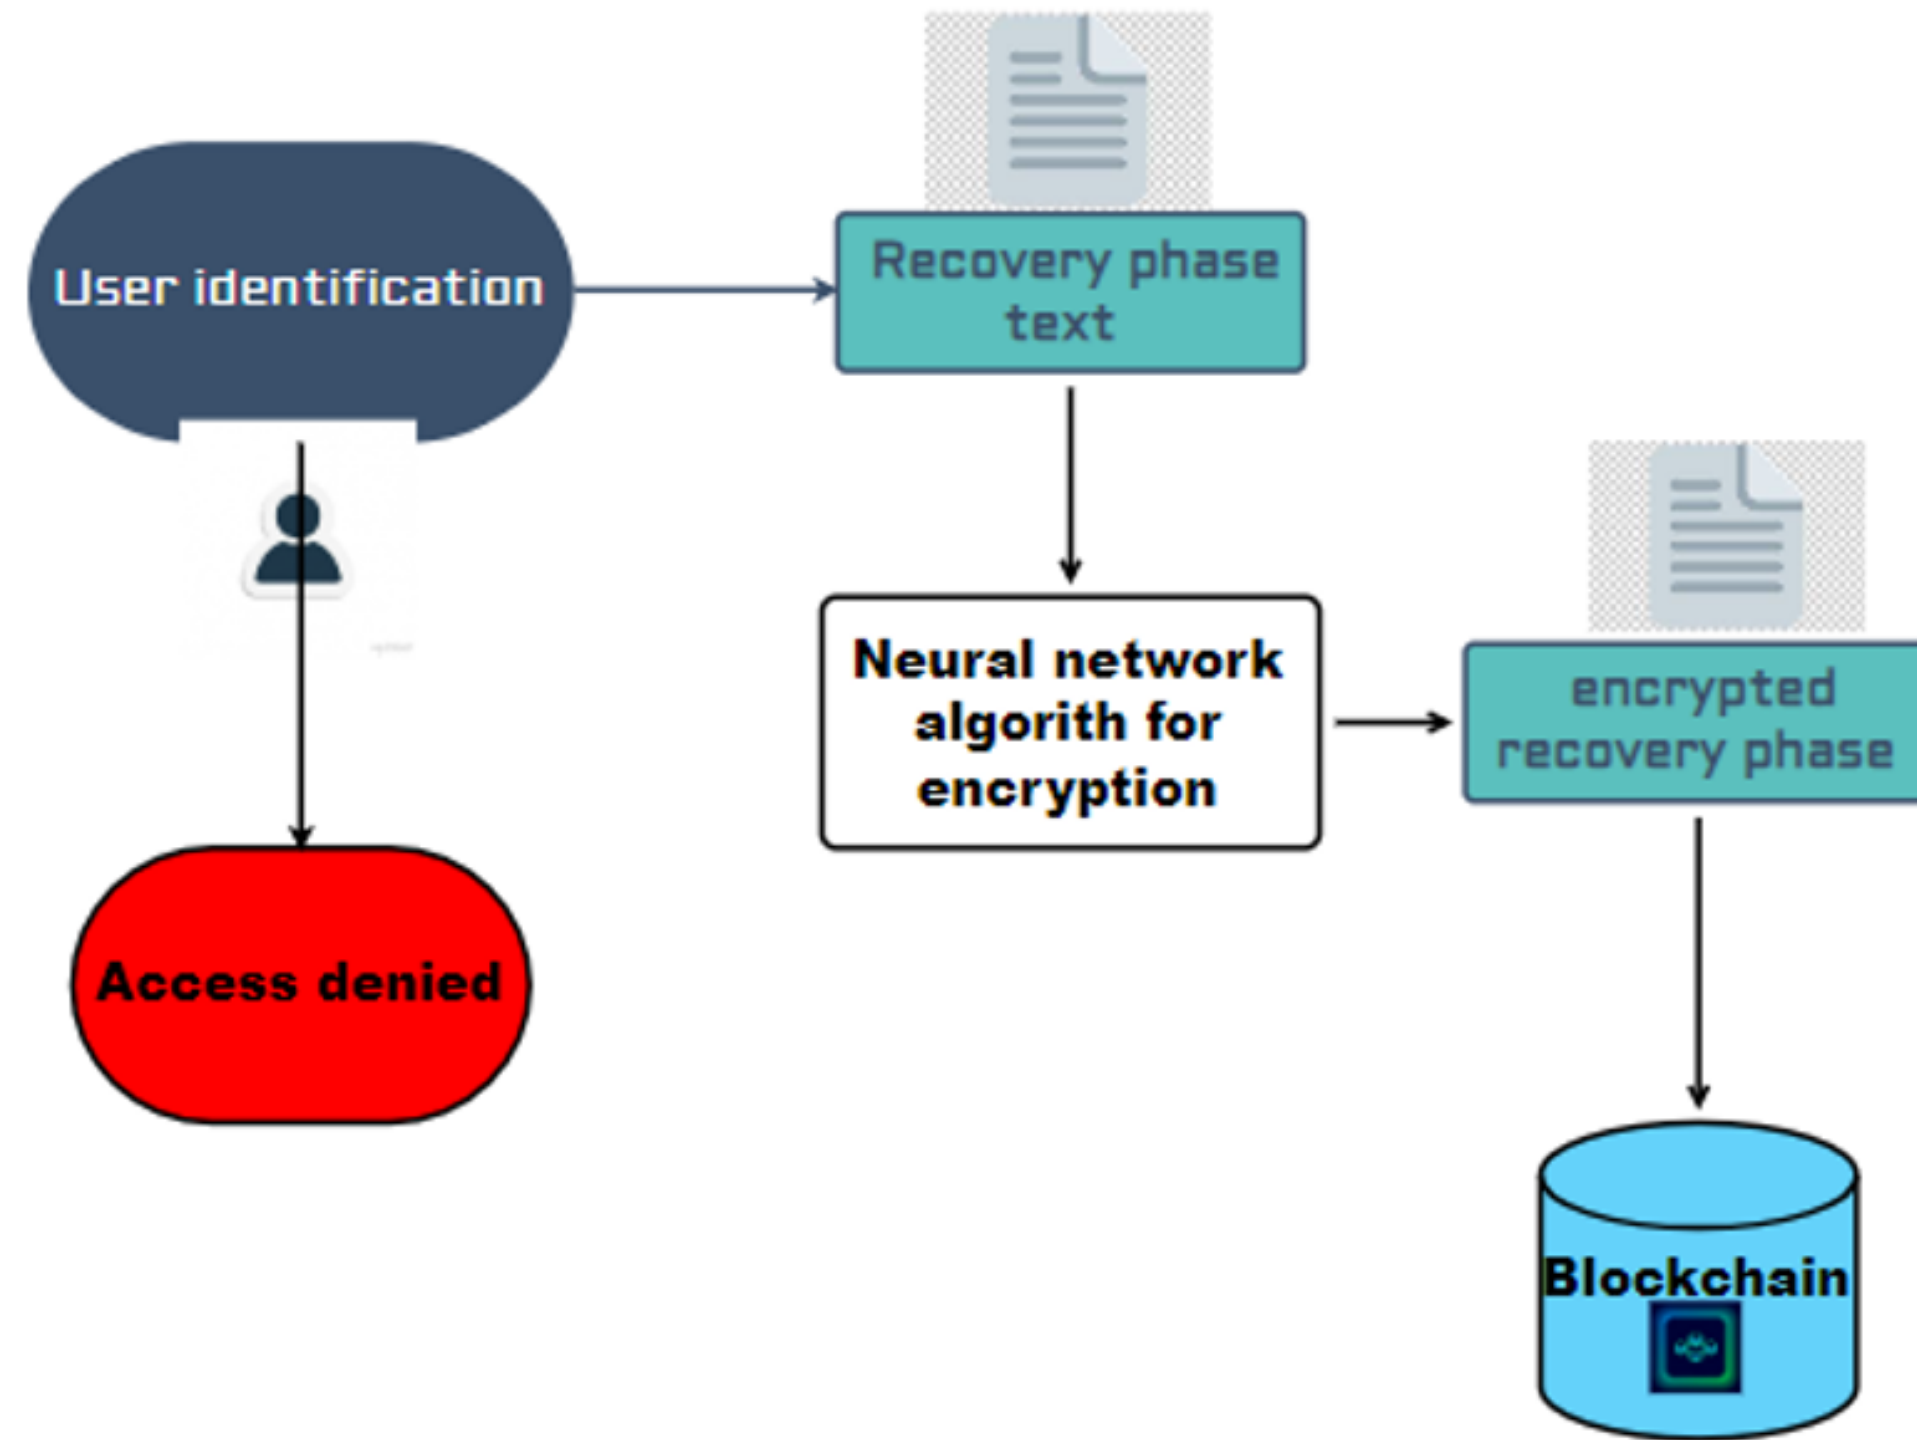 User identification
Recovery phase
text
Neural network
algorith for
encryption
encrypted
recovery phase
Access denied
Blockchain